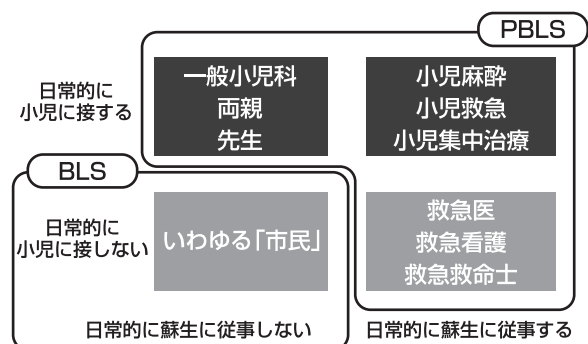 PBLS
日常的に
小児に接する
一般小児科
両親
先生
小児麻酔
小児救急
小児集中治療
BLS
日常的に
小児に接しない
いわゆる「市民」
救急医
救急看護
救急救命士
日常的に蘇生に従事しない
日常的に蘇生に従事する